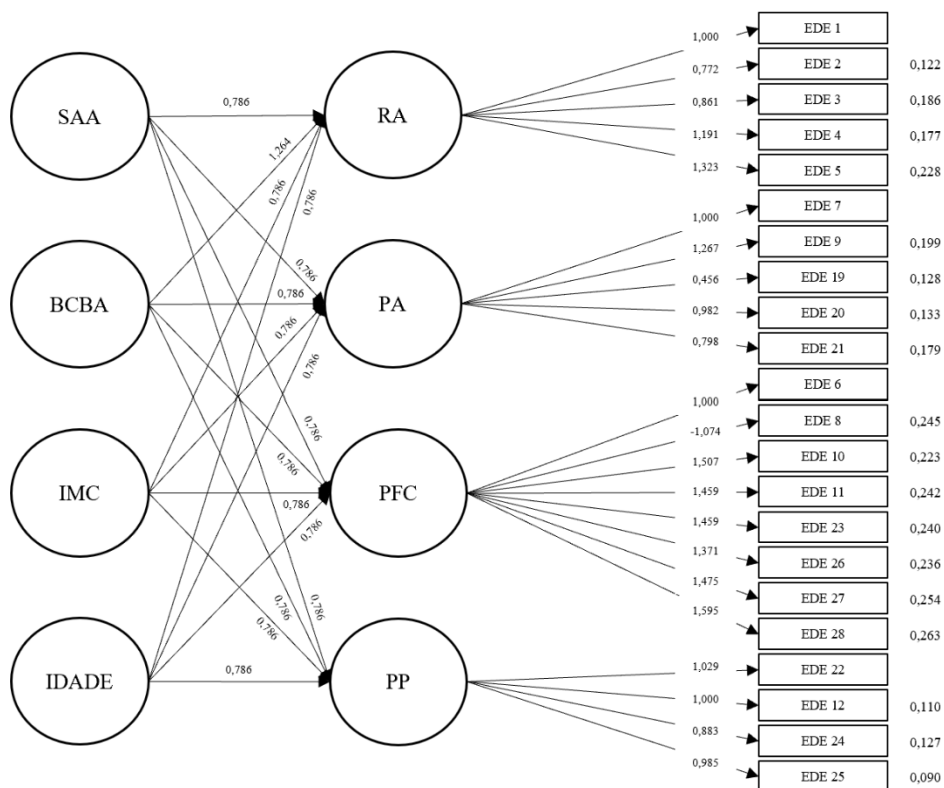 SAA
BCBA
IMC
IDADE
0,786
1,264
0,786
0,786
0,786
0,786
0,786
0,786
0,786
0,786
0,786
0,786
0,786
0,786
0,786
0,786
RA
PA
PFC
PP
1,000 EDE 1
0,772 EDE 2 0,122
0,861 EDE 3 0,186
1,191 EDE 4 0,177
1,323 EDE 5 0,228
1,000 EDE 7
1,267 EDE 9 0,199
0,456 EDE 19 0,128
0,982 EDE 20 0,133
0,798 EDE 21 0,179
1,000 EDE 6
-1,074 EDE 8 0,245
1,507 EDE 10 0,223
1,459 EDE 11 0,242
1,459 EDE 23 0,240
1,371 EDE 26 0,236
1,475 EDE 27 0,254
1,595 EDE 28 0,263
1,029 EDE 22
1,000 EDE 12 0,110
0,883 EDE 24 0,127
0,985 EDE 25 0,090